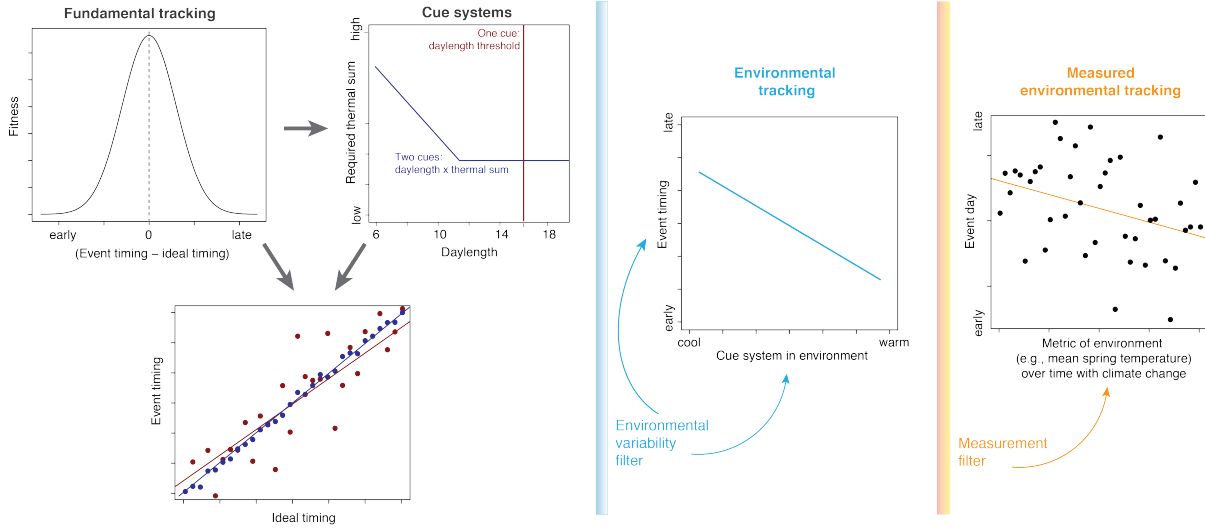 Fundamental tracking
Fitness
early
0
late
(Event timing – ideal timing)
Cue systems
high
Required thermal sum
low
One cue:
daylength threshold
Two cues:
daylength x thermal sum
6
10
14
18
Daylength
Event timing
Ideal timing
Environmental
tracking
late
Event timing
early
cool
warm
Cue system in environment
Environmental
variability
filter
Measured
environmental tracking
late
Event day
early
Metric of environment
(e.g., mean spring temperature)
over time with climate change
Measurement
filter